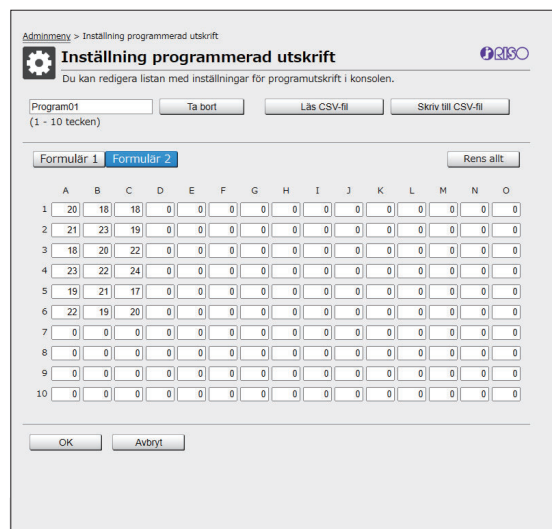 Adminmeny > Inställning programmerad utskrift
Inställning programmerad utskrift
RISO
Du kan redigera listan med inställningar för programutskrift i konsolen.
Program01 Ta bort Läs CSV-fil Skriv till CSV-fil
(1 - 10 tecken)
Formulär 1 Formulär 2 Rens allt
A B C D E F G H I J K L M N O
1 20 18 18 0 0 0 0 0 0 0 0 0 0 0 0
2 21 23 19 0 0 0 0 0 0 0 0 0 0 0 0
3 18 20 22 0 0 0 0 0 0 0 0 0 0 0 0
4 23 22 24 0 0 0 0 0 0 0 0 0 0 0 0
5 19 21 17 0 0 0 0 0 0 0 0 0 0 0 0
6 22 19 20 0 0 0 0 0 0 0 0 0 0 0 0
7 0 0 0 0 0 0 0 0 0 0 0 0 0 0 0
8 0 0 0 0 0 0 0 0 0 0 0 0 0 0 0
9 0 0 0 0 0 0 0 0 0 0 0 0 0 0 0
10 0 0 0 0 0 0 0 0 0 0 0 0 0 0 0
OK Avbryt